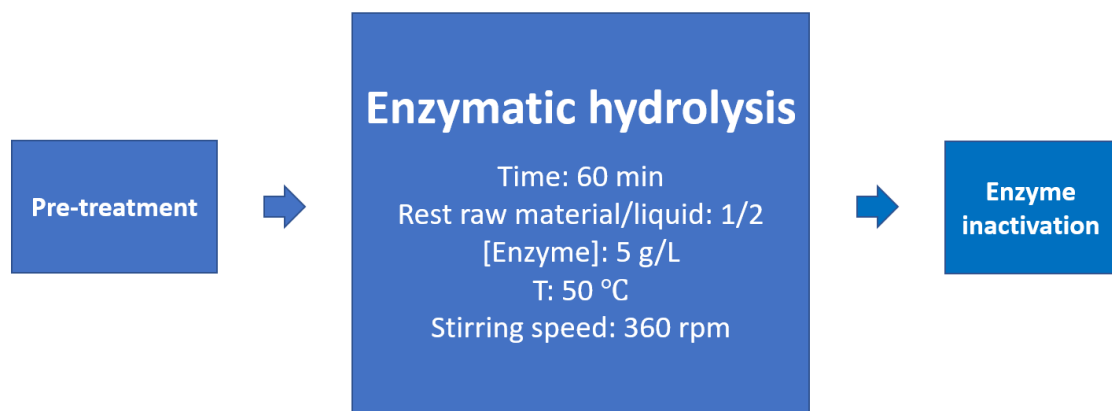 Pre-treatment
Enzymatic hydrolysis
Time: 60 min
Rest raw material/liquid: 1/2
[Enzyme]: 5 g/L
T: 50 ℃
Stirring speed: 360 rpm
Enzyme
inactivation